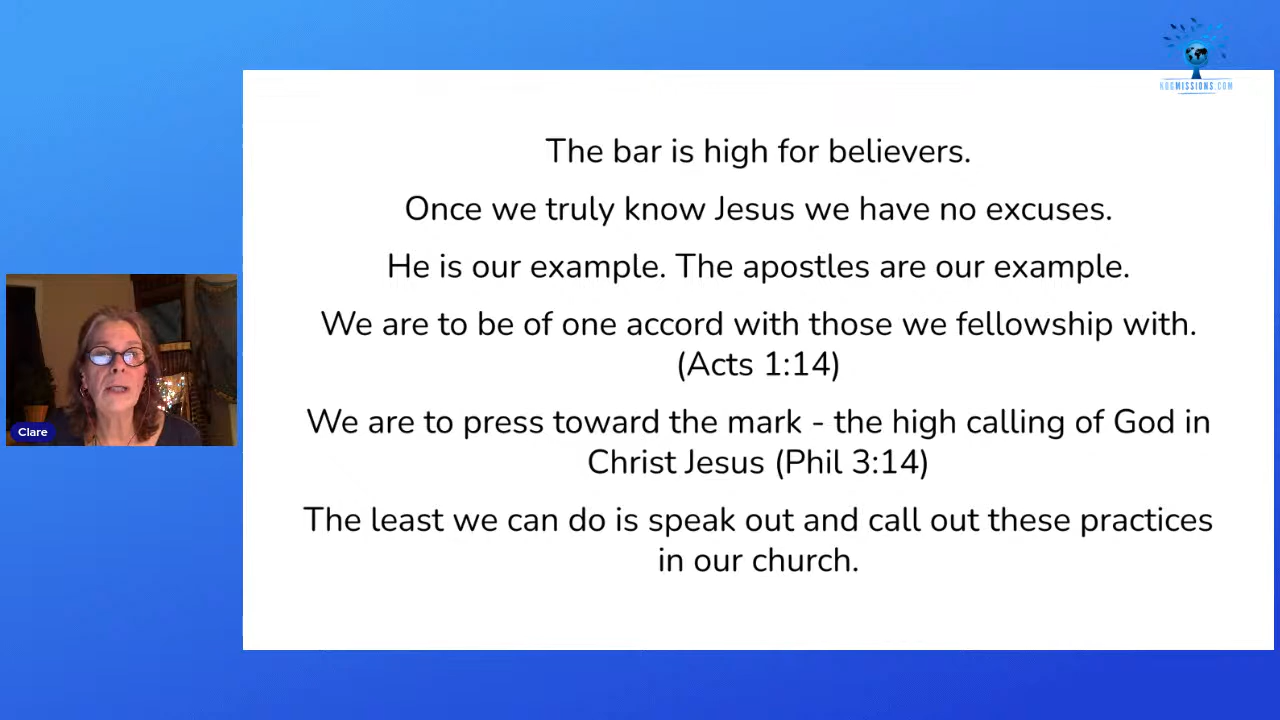 KOGMISSIONS.COM
The bar is high for believers.
Once we truly know Jesus we have no excuses.
He is our example. The apostles are our example.
We are to be of one accord with those we fellowship with.
(Acts 1:14)
We are to press toward the mark - the high calling of God in
Christ Jesus (Phil 3:14)
The least we can do is speak out and call out these practices
in our church.
Clare